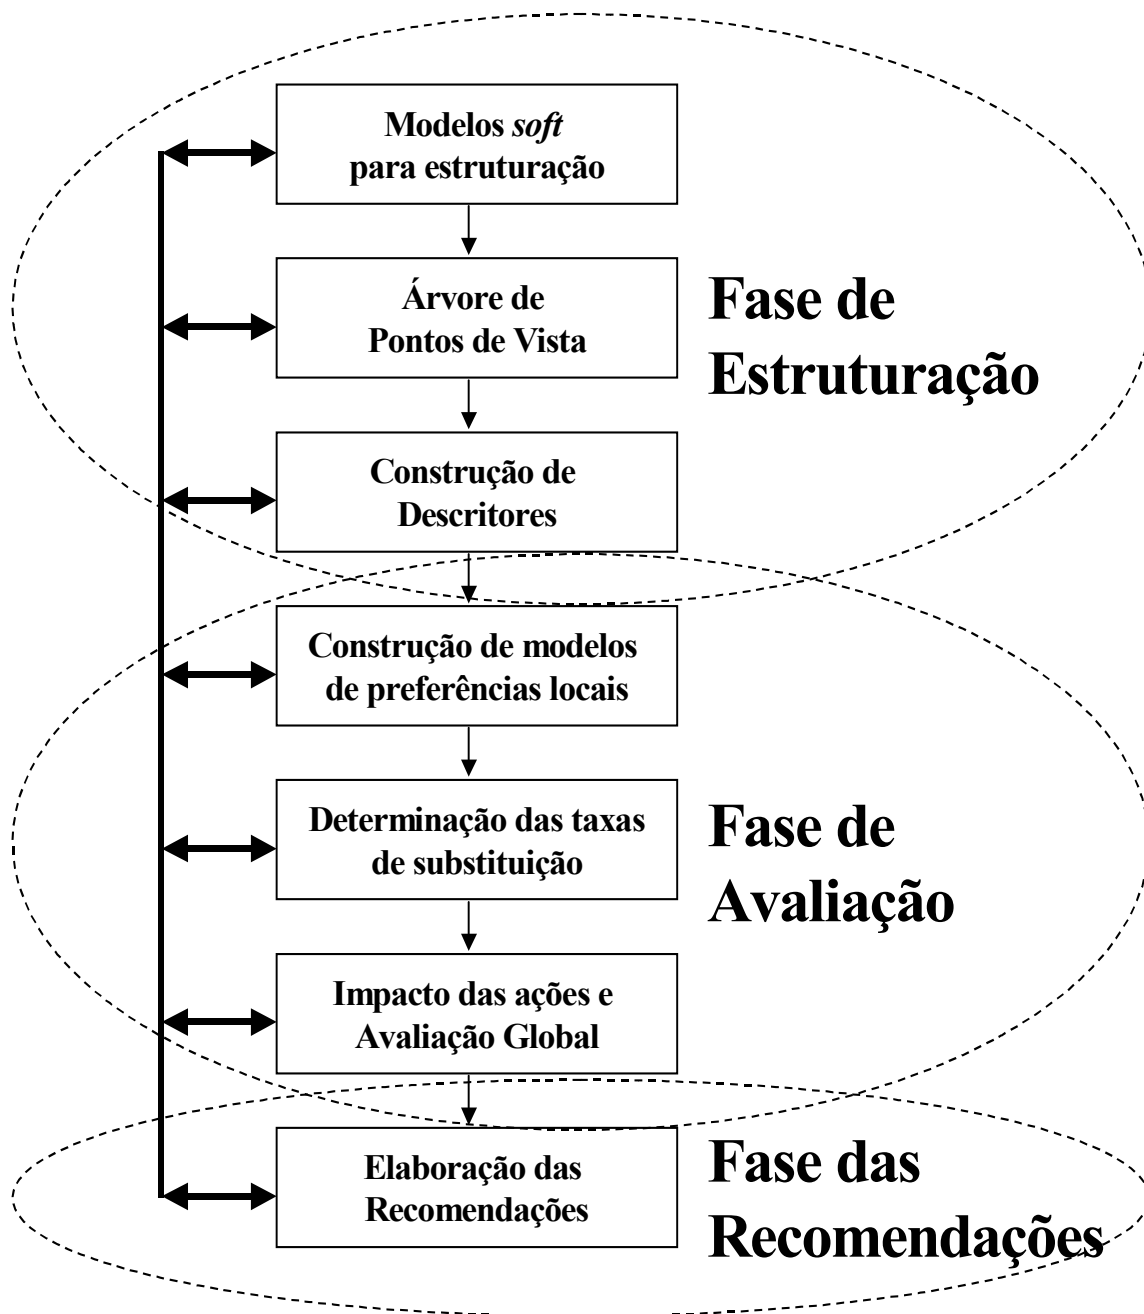 Modelos soft
para estruturação
Árvore de
Pontos de Vista
Fase de
Estruturação
Construção de
Descritores
Construção de modelos
de preferências locais
Determinação das taxas
de substituição
Fase de
Avaliação
Impacto das ações e
Avaliação Global
Elaboração das
Recomendações
Fase das
Recomendações